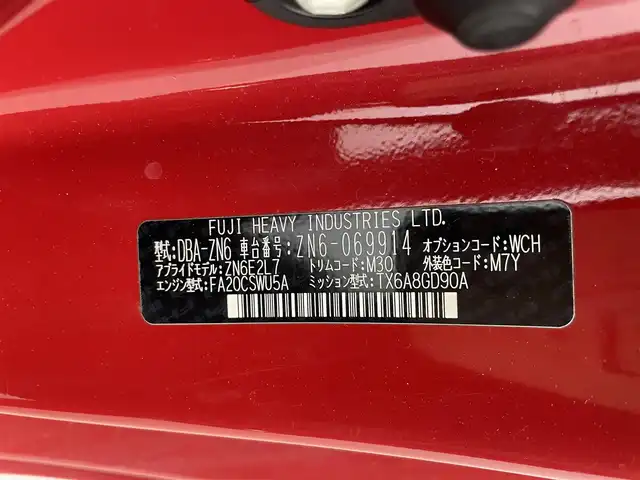 FUJI HEAVY INDUSTRIES LTD.
型式:DBA-ZN6 車台番号:ZN6-069914 オプションコード:WCH
アプライドモデル:ZN6E2L7 トリムコード:M30 外装色コード:M7Y
エンジン型式:FA20CSWU5A ミッション型式:TX6A8GD90A